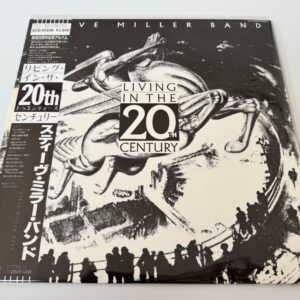 VE MILLER BAND
LIVING
IN THE
20TH
CENTURY
リビング・
イン・ザ・
20th
トゥエンティース
センチュリー
スティーヴ・ミラー・バンド